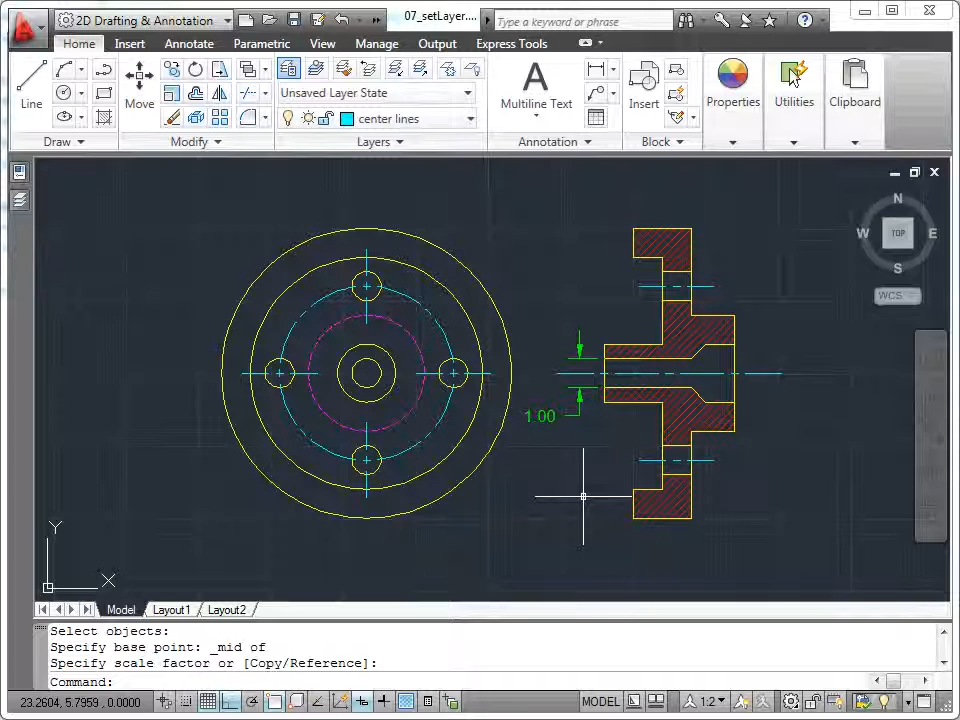 2D Drafting & Annotation
07_setLayer....
Type a keyword or phrase
Home Insert Annotate Parametric View Manage Output Express Tools
Line
Move
Unsaved Layer State
center lines
Multiline Text
Insert
Properties
Utilities
Clipboard
Draw Modify Layers Annotation Block
N
W TOP E
S
WCS
1.00
Y
X
Model Layout1 Layout2
Select objects:
Specify base point: _mid of
Specify scale factor or [Copy/Reference]:
Command:
23.2604, 5.7959, 0.0000 MODEL 1:2